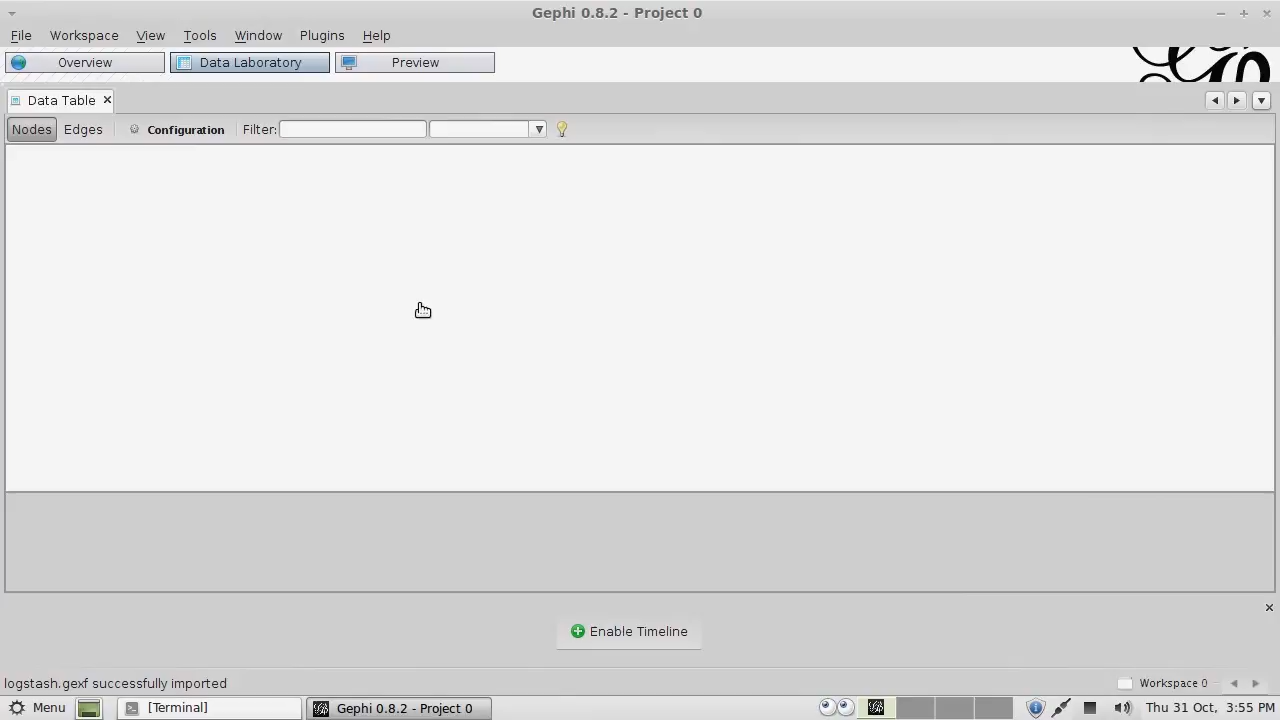 Gephi 0.8.2 - Project 0
File Workspace View Tools Window Plugins Help
Overview Data Laboratory Preview
Data Table
Nodes Edges Configuration Filter:
Enable Timeline
logstash.gexf successfully imported Workspace 0
Menu [Terminal] Gephi 0.8.2 - Project 0 Thu 31 Oct, 3:55 PM